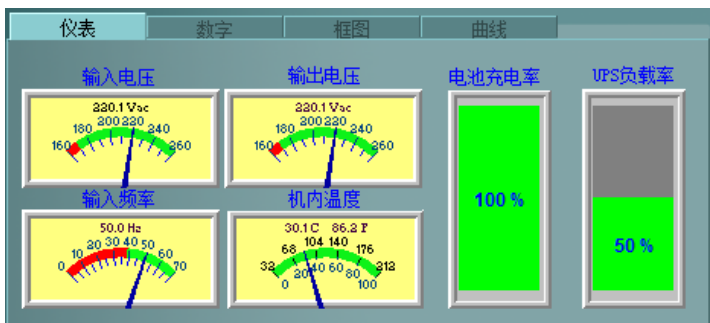 仪表 数字 框图 曲线
输入电压 输出电压 电池充电率 UPS负载率
220.1 Vac
160 180 200 220 240 260
220.1 Vac
160 180 200 220 240 260
输入频率 机内温度
50.0 Hz
0 10 20 30 40 50 60 70
30.1 C 86.2 F
32 68 104 140 176 212
0 20 40 60 80 100
100 %
50 %